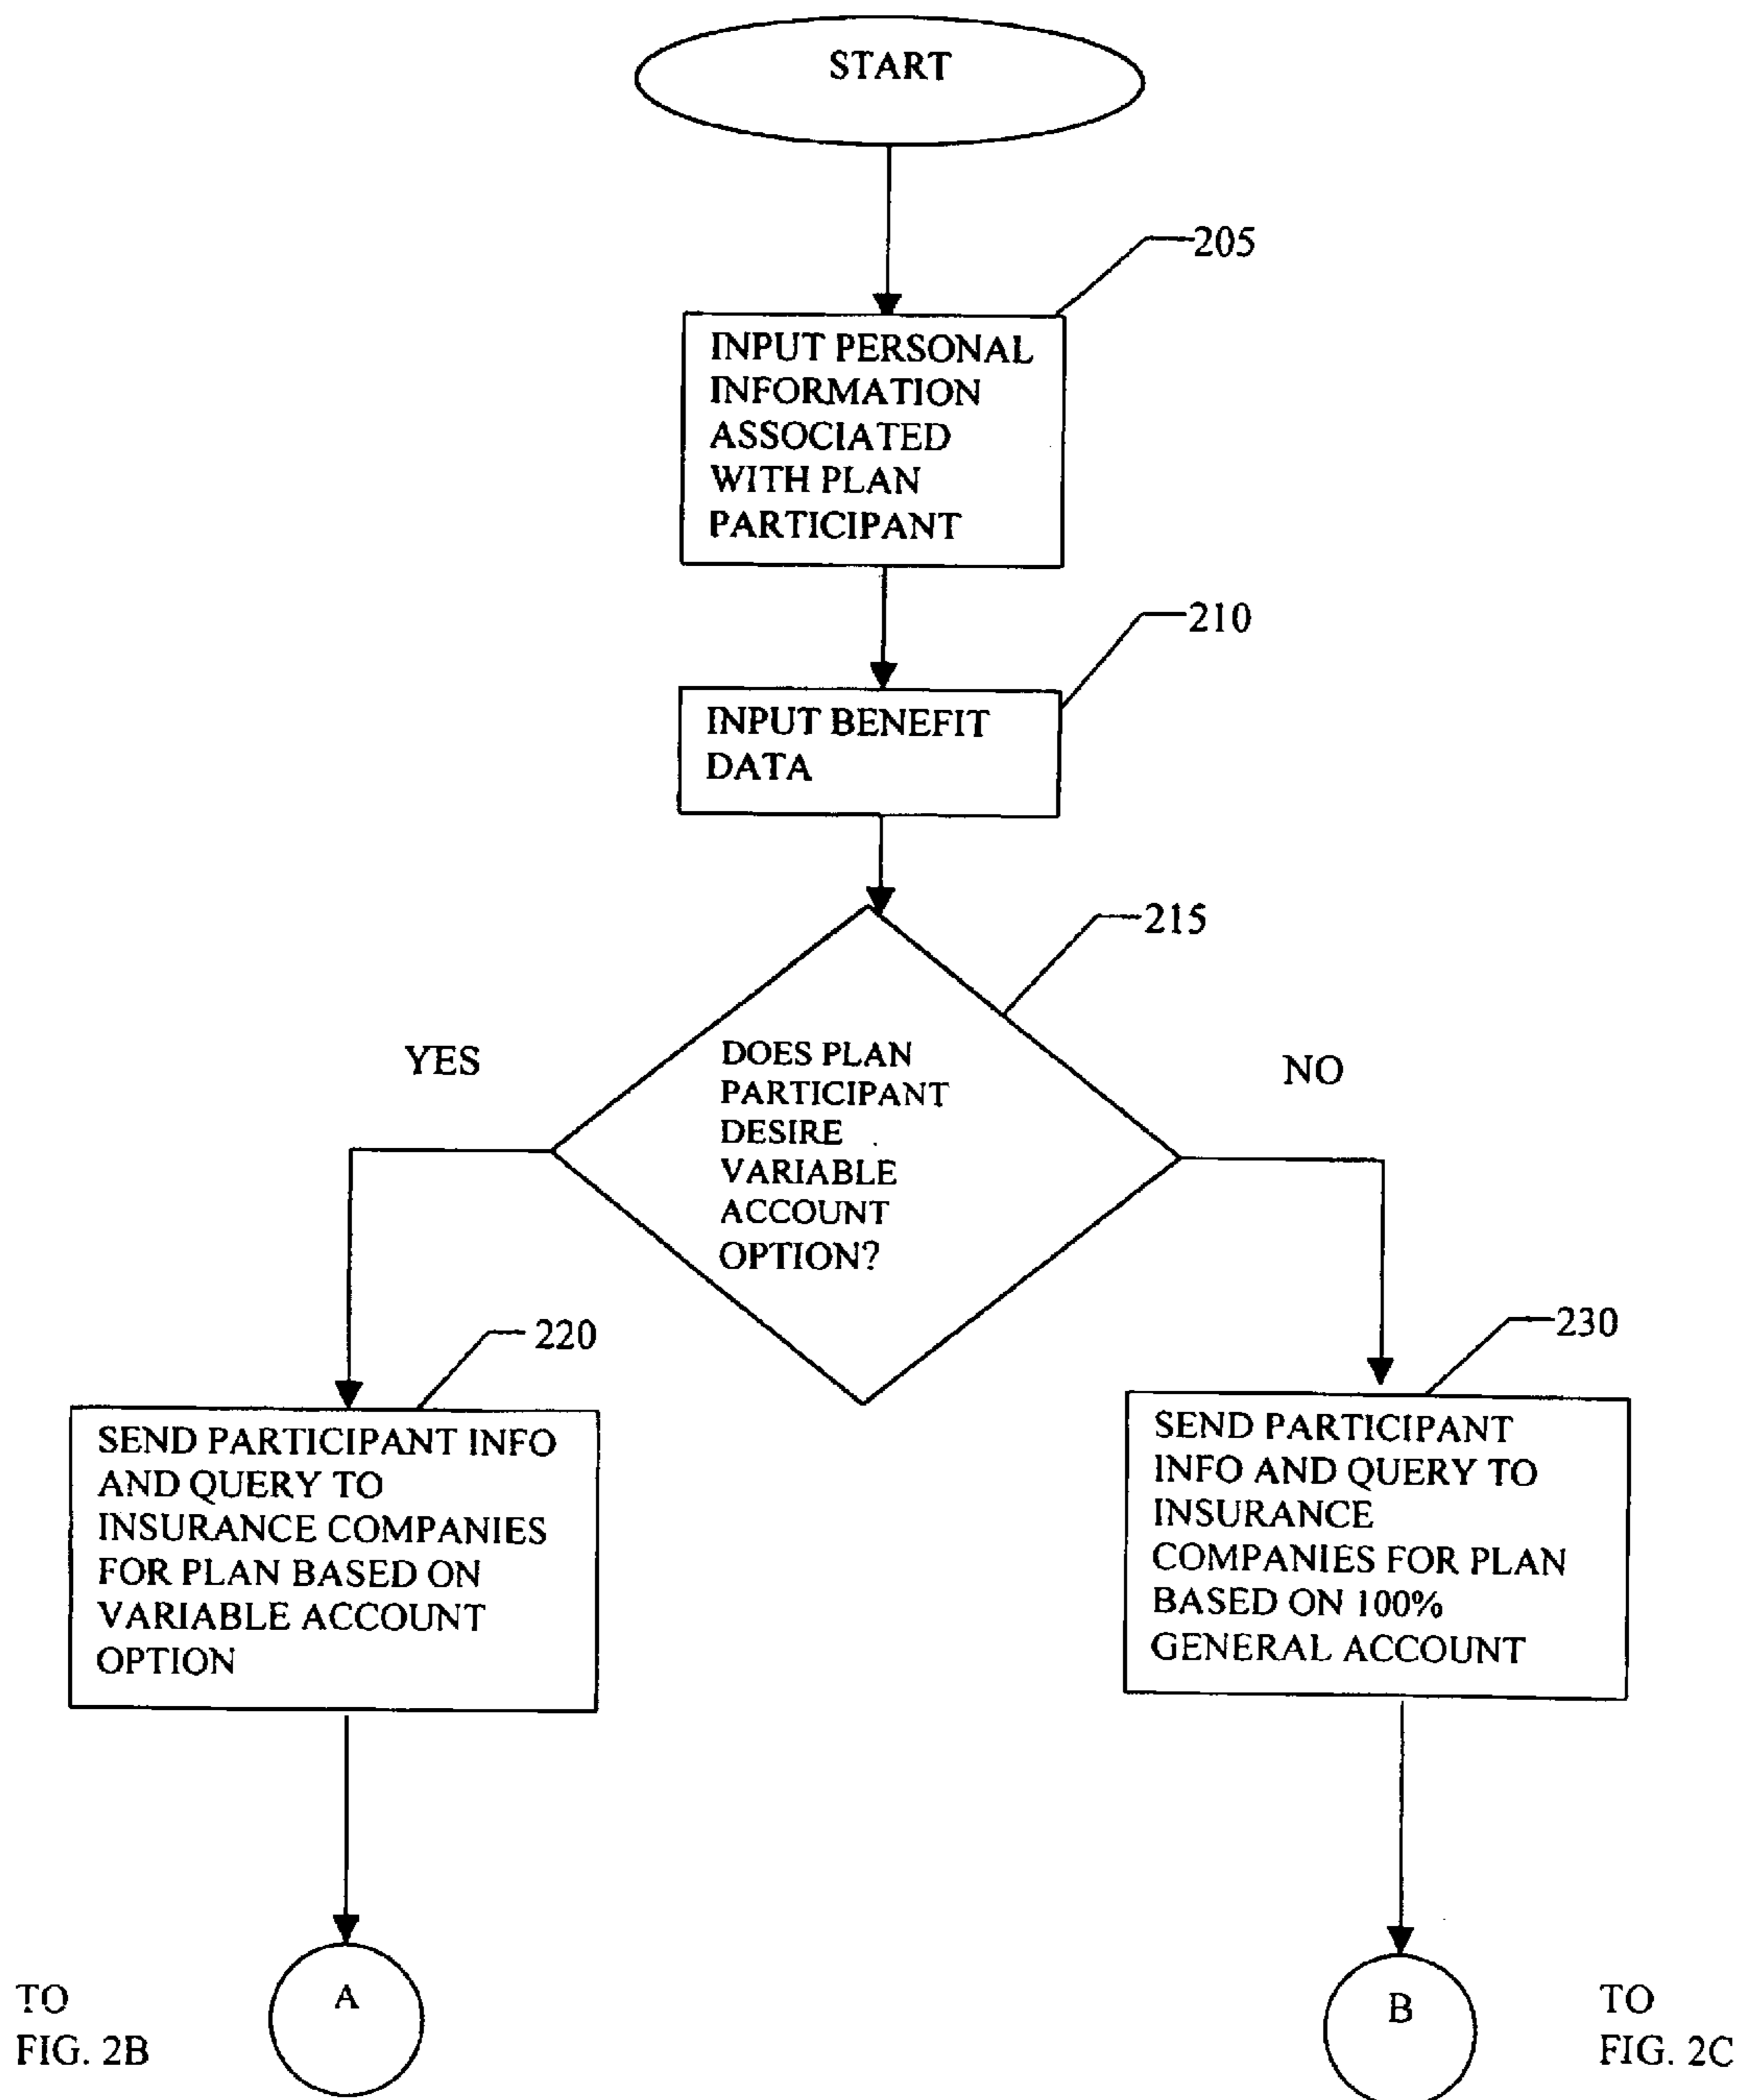 START
205
INPUT PERSONAL
INFORMATION
ASSOCIATED
WITH PLAN
PARTICIPANT
210
INPUT BENEFIT
DATA
215
YES
NO
DOES PLAN
PARTICIPANT
DESIRE
VARIABLE
ACCOUNT
OPTION?
220
230
SEND PARTICIPANT INFO
AND QUERY TO
INSURANCE COMPANIES
FOR PLAN BASED ON
VARIABLE ACCOUNT
OPTION
SEND PARTICIPANT
INFO AND QUERY TO
INSURANCE
COMPANIES FOR PLAN
BASED ON 100%
GENERAL ACCOUNT
TO
FIG. 2B
A
B
TO
FIG. 2C